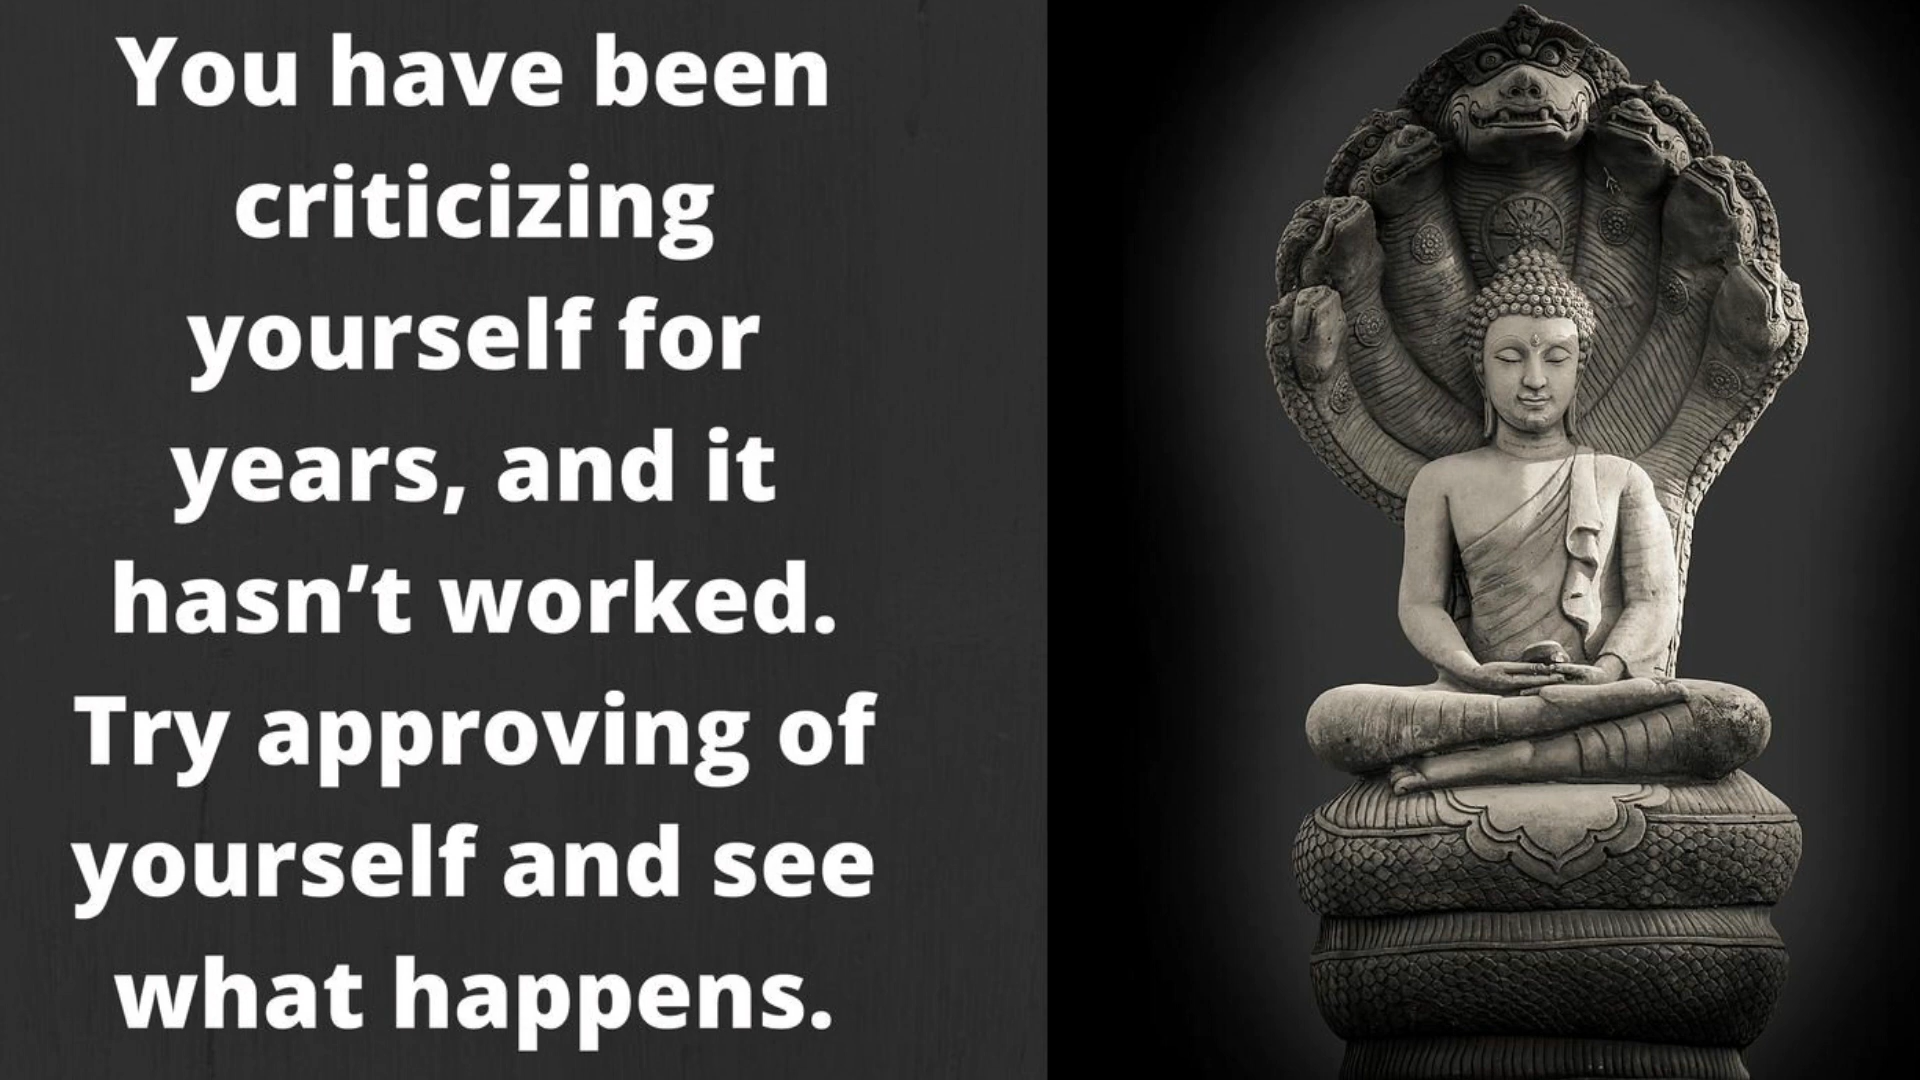 You have been
criticizing
yourself for
years, and it
hasn’t worked.
Try approving of
yourself and see
what happens.